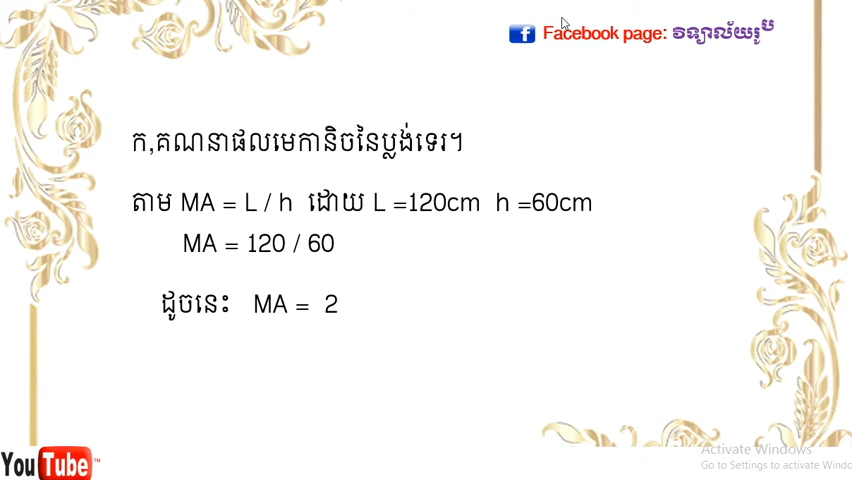 Facebook page: វិទ្យាល័យរូប
ក,គណនាផលមេកានិចនៃប្លង់ទេរ។
តាម MA = L / h ដោយ L =120cm h =60cm
MA = 120 / 60
ដូចនេះ MA = 2
YouTube™
Activate Windows
Go to Settings to activate Windc